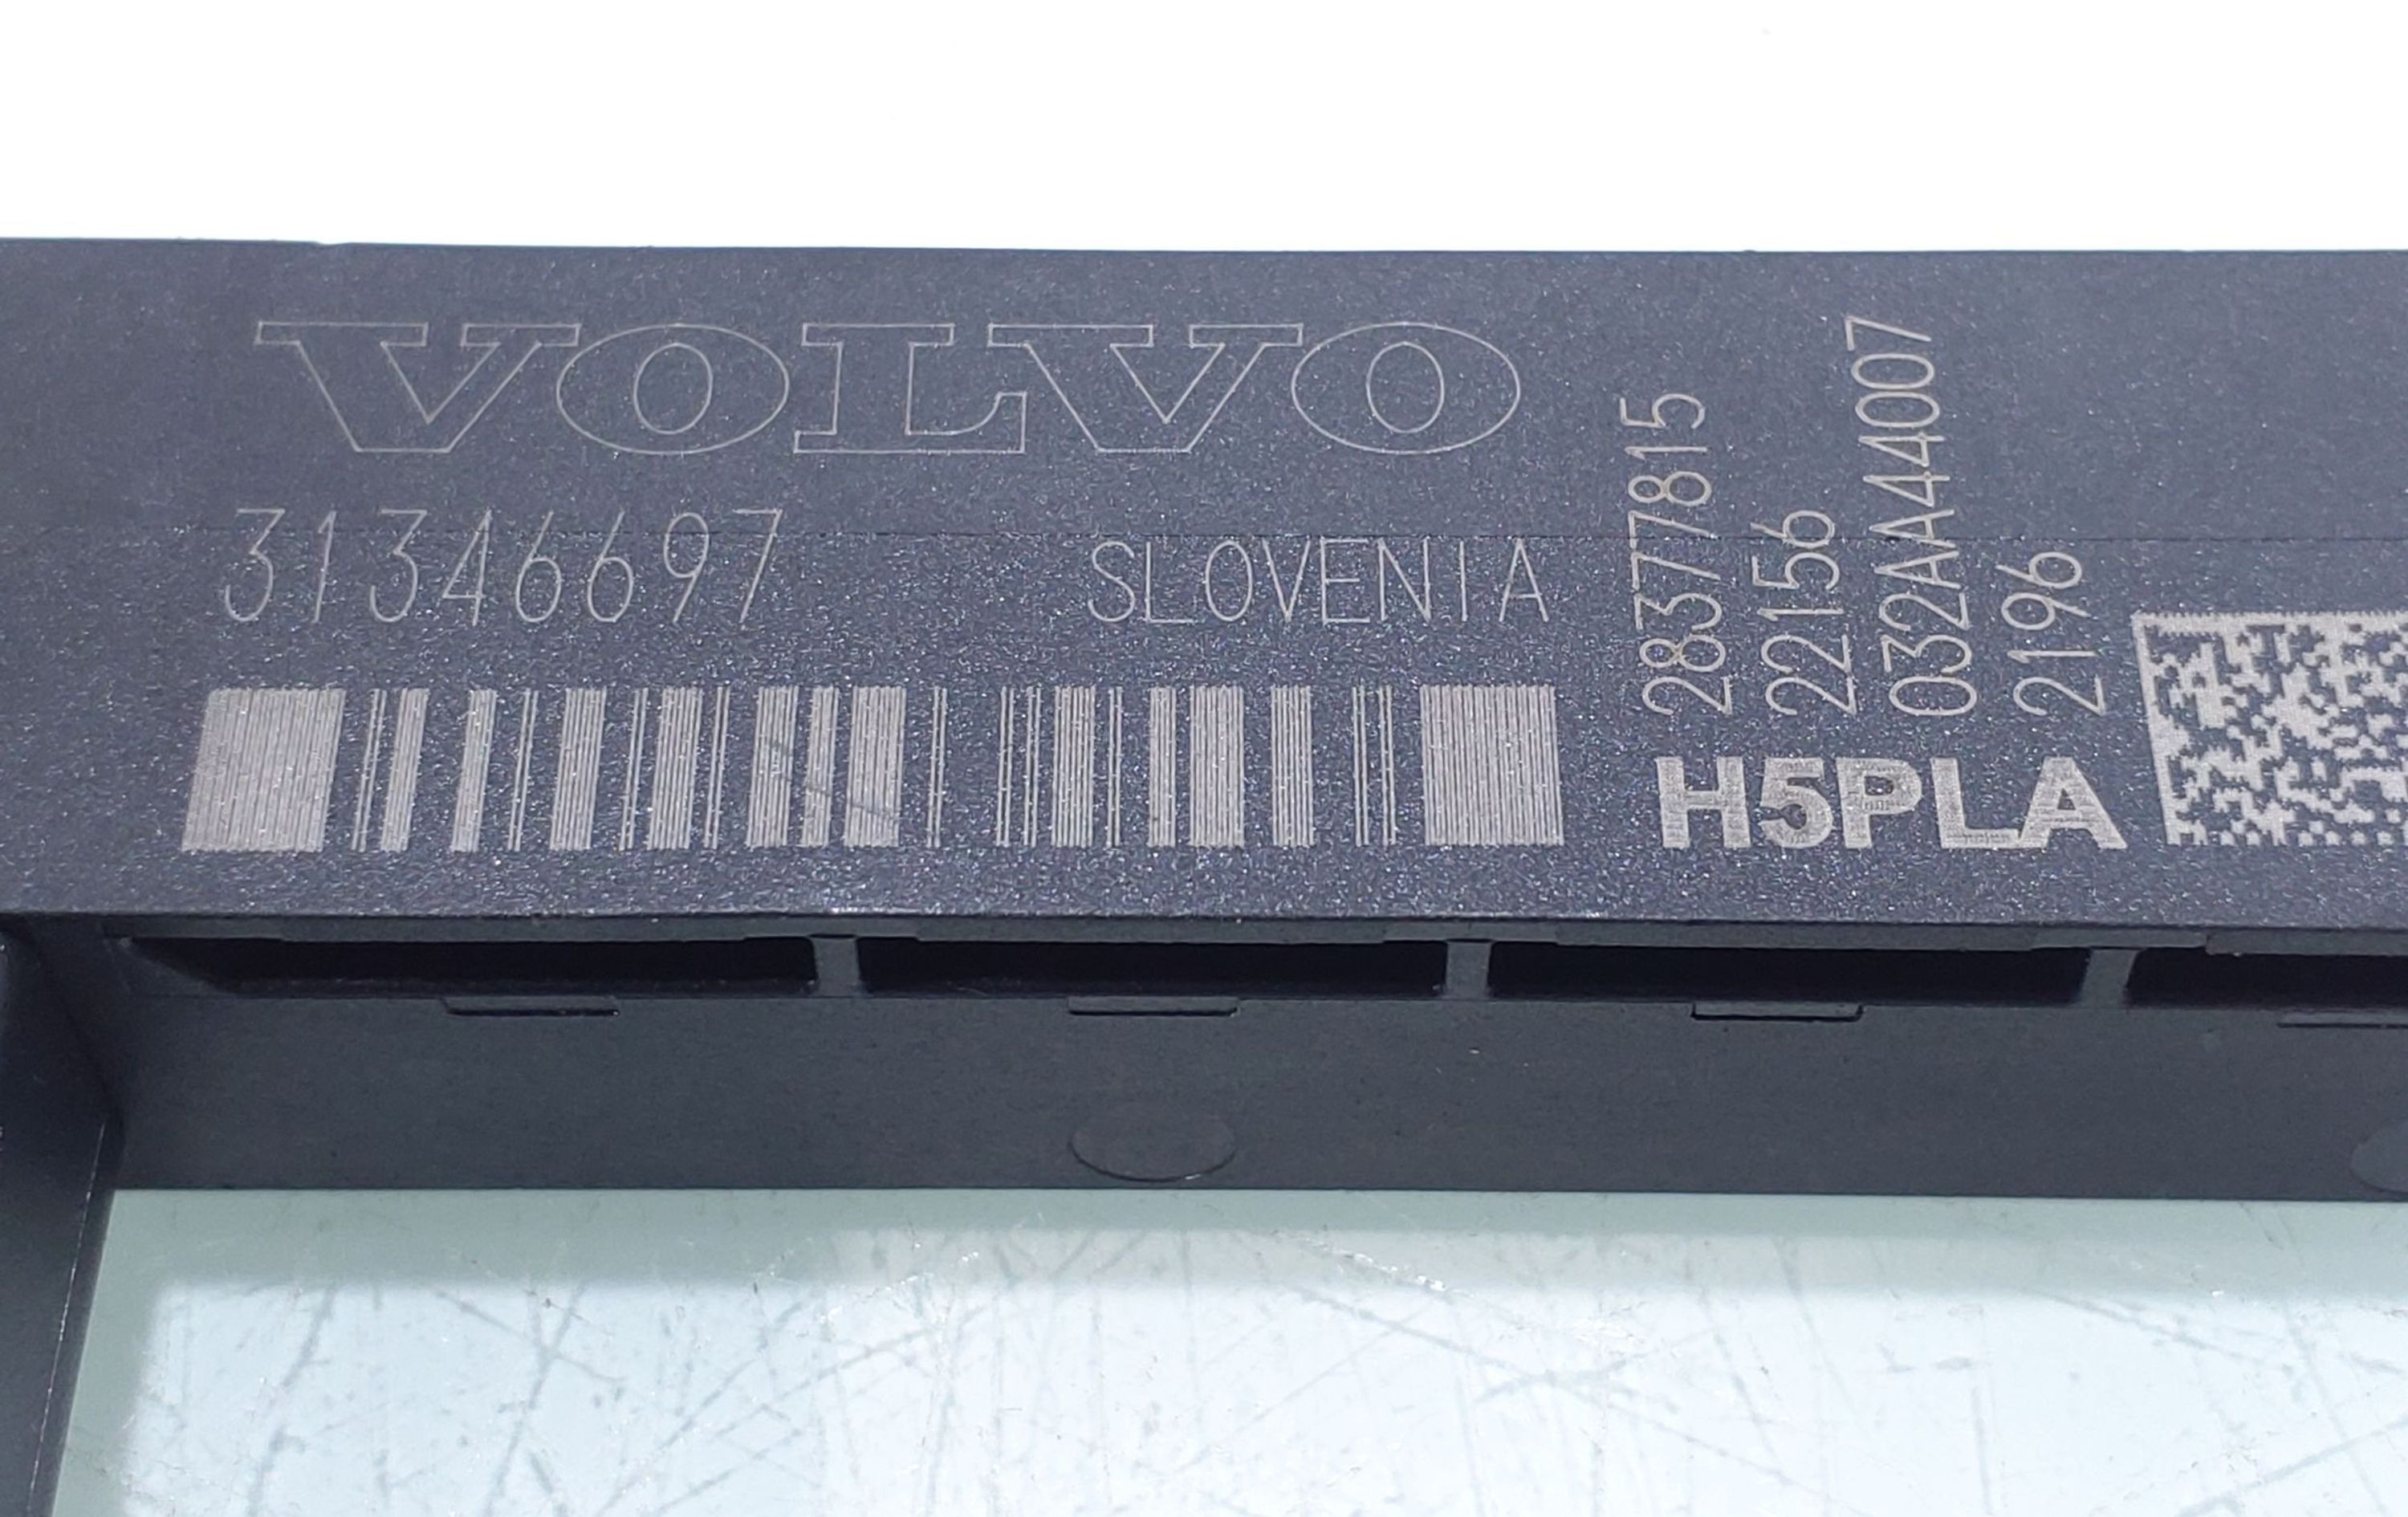 VOLVO
31346697 SLOVENIA
28377815
22156
032AA44007
2196
H5PLA